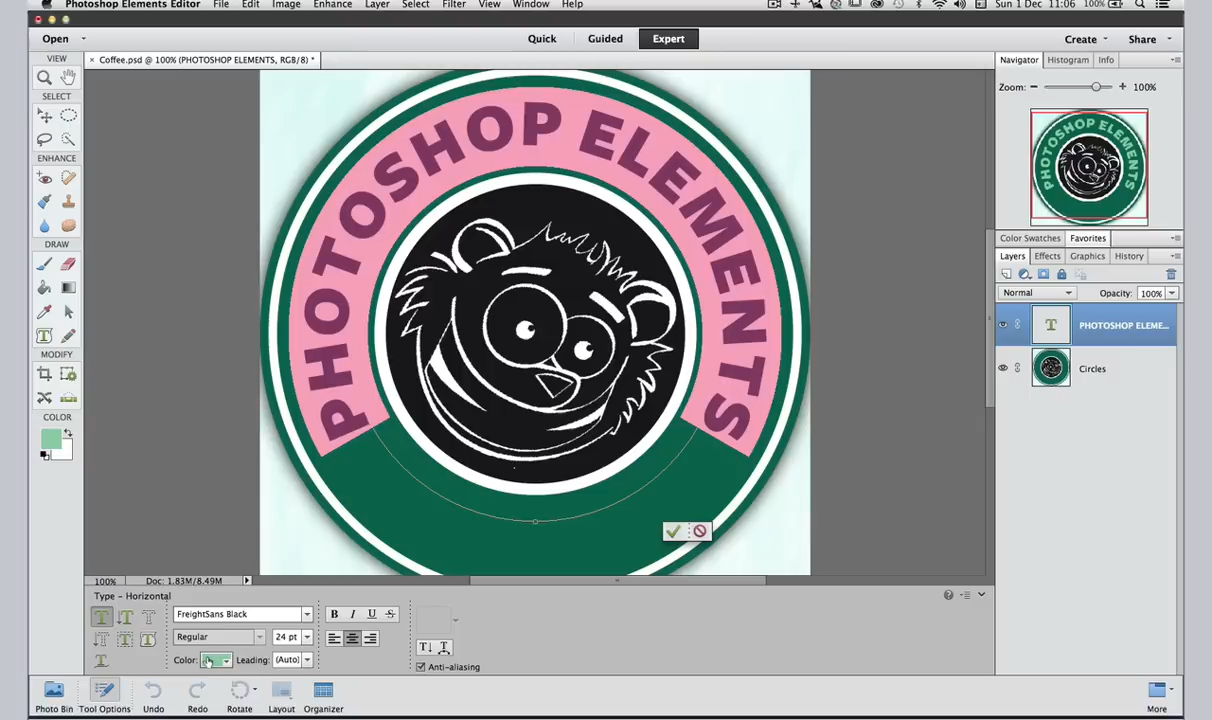 Photoshop Elements Editor File Edit Image Enhance Layer Select Filter View Window Help 100% Sun 1 Dec 11:06
Open Quick Guided Expert Create Share
VIEW × Coffee.psd @ 100% (PHOTOSHOP ELEMENTS, RGB/8) * Navigator Histogram Info
Zoom: 100%
SELECT
ENHANCE
DRAW
MODIFY
COLOR
PHOTOSHOP ELEMENTS
PHOTOSHOP ELEMENTS
Color Swatches Favorites
Layers Effects Graphics History
Normal Opacity: 100%
T PHOTOSHOP ELEME...
Circles
100% Doc: 1.83M/8.49M
Type - Horizontal
FreightSans Black B I U S
Regular 24 pt
Color: Leading: (Auto) Anti-aliasing
Photo Bin Tool Options Undo Redo Rotate Layout Organizer More